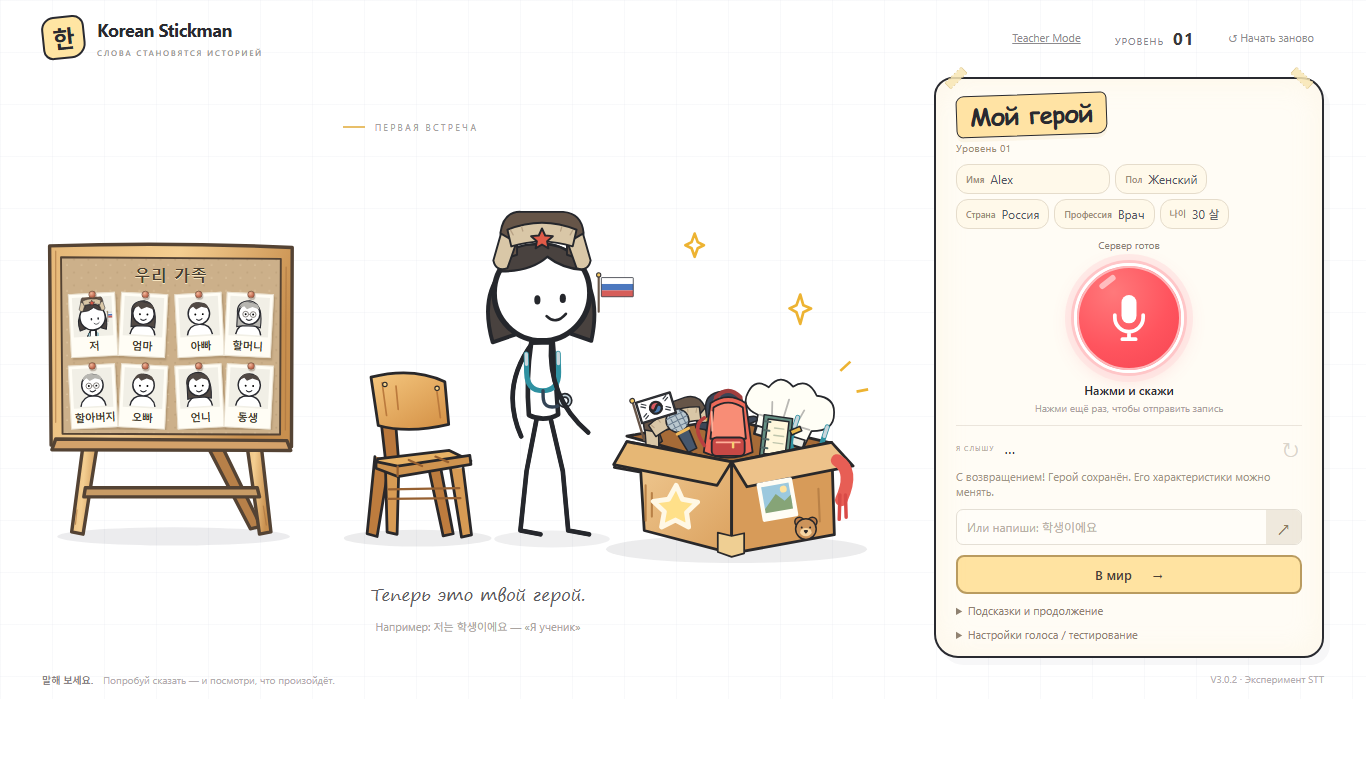 한
Korean Stickman
СЛОВА СТАНОВЯТСЯ ИСТОРИЕЙ
Teacher Mode
УРОВЕНЬ 01
↺ Начать заново
ПЕРВАЯ ВСТРЕЧА
우리 가족
저 엄마 아빠 할머니
할아버지 오빠 언니 동생
Теперь это твой герой.
Например: 저는 학생이에요 — «Я ученик»
말해 보세요. Попробуй сказать — и посмотри, что произойдёт.
Мой герой
Уровень 01
Имя Alex
Пол Женский
Страна Россия
Профессия Врач
나이 30 살
Сервер готов
Нажми и скажи
Нажми ещё раз, чтобы отправить запись
Я СЛЫШУ ...
С возвращением! Герой сохранён. Его характеристики можно
менять.
Или напиши: 학생이에요
↗
В мир →
Подсказки и продолжение
Настройки голоса / тестирование
V3.0.2 · Эксперимент STT